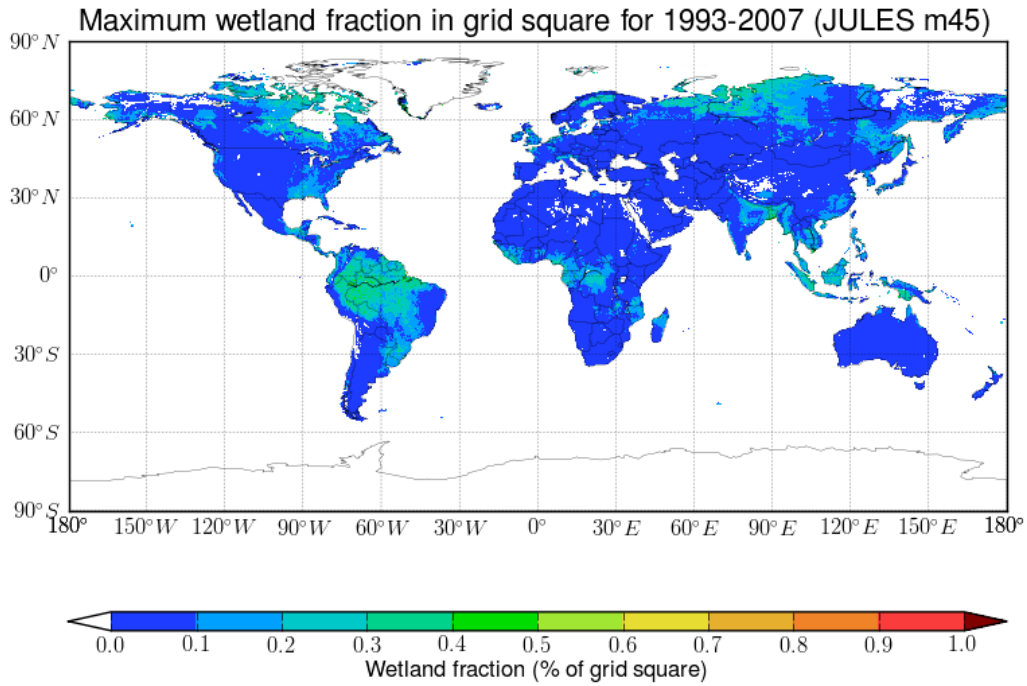 Maximum wetland fraction in grid square for 1993-2007 (JULES m45)
90°N
60°N
30°N
0°
30°S
60°S
90°S
180° 150°W 120°W 90°W 60°W 30°W 0° 30°E 60°E 90°E 120°E 150°E 180°
0.0 0.1 0.2 0.3 0.4 0.5 0.6 0.7 0.8 0.9 1.0
Wetland fraction (% of grid square)